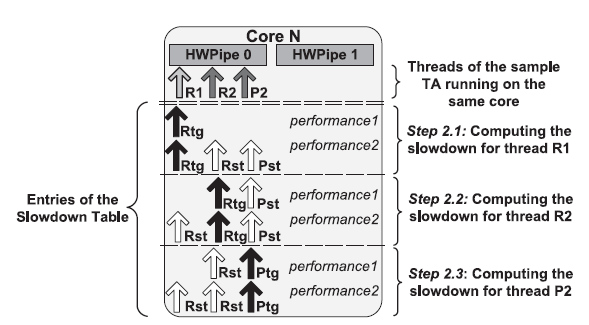 Core N
HWPipe 0 HWPipe 1
R1 R2 P2
Threads of the sample
TA running on the
same core
Rtg performance1
Rtg Rst Pst performance2
Step 2.1: Computing the
slowdown for thread R1
Entries of the
Slowdown Table
Rtg Pst performance1
Rst Rtg Pst performance2
Step 2.2: Computing the
slowdown for thread R2
Rst Ptg performance1
Rst Rst Ptg performance2
Step 2.3: Computing the
slowdown for thread P2